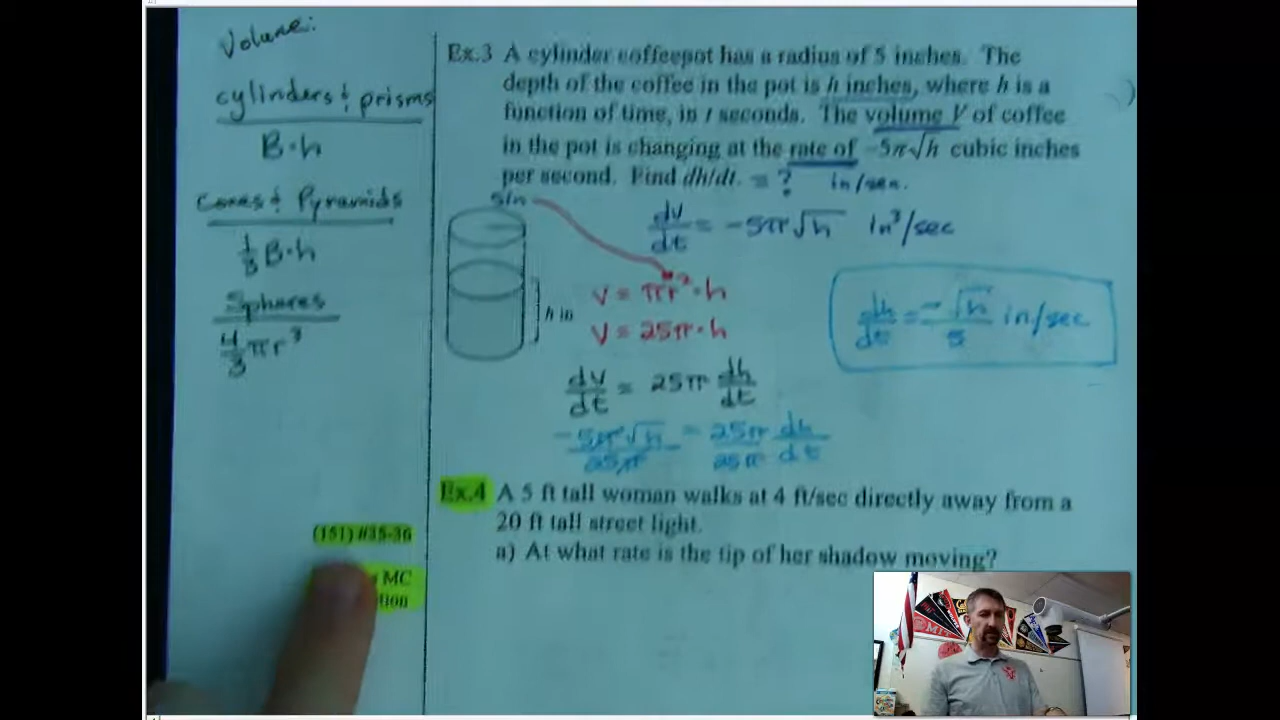 Volume:
cylinders & prisms
B·h
Cones & Pyramids
1/3 B·h
Spheres
4/3 πr³
(151) #35-36
MC
Ex.3 A cylinder coffeepot has a radius of 5 inches. The
depth of the coffee in the pot is h inches, where h is a
function of time, in t seconds. The volume V of coffee
in the pot is changing at the rate of -5π√h cubic inches
per second. Find dh/dt. = ? in/sec.
5in
dV/dt = -5π√h in³/sec
V = πr²·h
h in
V = 25π·h
dh/dt = -√h/5 in/sec
dV/dt = 25π dh/dt
-5π√h/25π = 25π/25π dh/dt
Ex.4 A 5 ft tall woman walks at 4 ft/sec directly away from a
20 ft tall street light.
a) At what rate is the tip of her shadow moving?
MIT